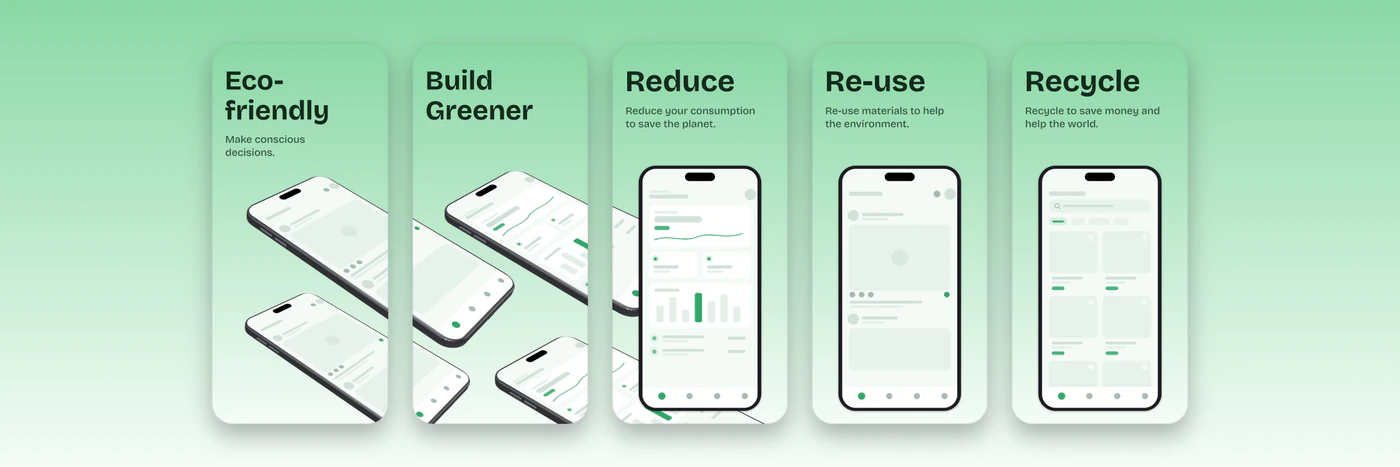 Eco-
friendly
Make conscious
decisions.
Build
Greener
Reduce
Reduce your consumption
to save the planet.
Re-use
Re-use materials to help
the environment.
Recycle
Recycle to save money and
help the world.